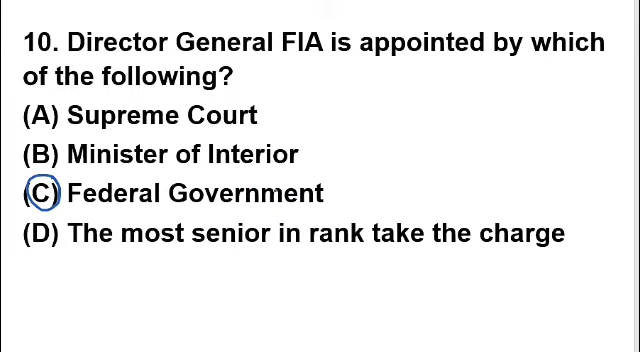 10. Director General FIA is appointed by which
of the following?
(A) Supreme Court
(B) Minister of Interior
(C) Federal Government
(D) The most senior in rank take the charge